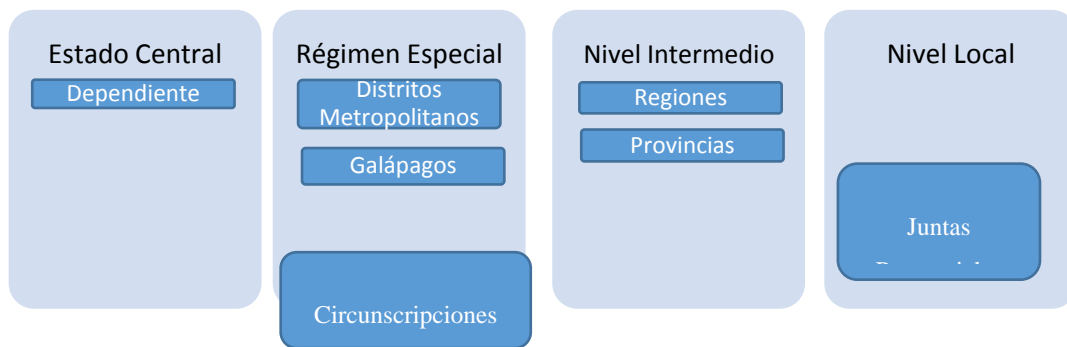 Estado Central
Dependiente
Régimen Especial
Distritos
Metropolitanos
Galápagos
Circunscripciones
Nivel Intermedio
Regiones
Provincias
Nivel Local
Juntas